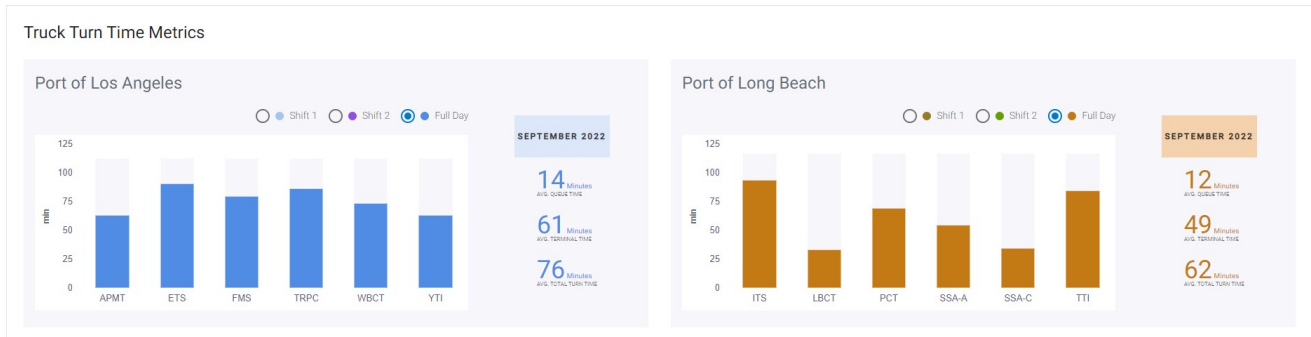 Truck Turn Time Metrics
Port of Los Angeles
Shift 1 Shift 2 Full Day
SEPTEMBER 2022
14 Minutes
AVG. QUEUE TIME
61 Minutes
AVG. TERMINAL TIME
76 Minutes
AVG. TOTAL TURN TIME
min
125
100
75
50
25
0
APMT ETS FMS TRPC WBCT YTI
Port of Long Beach
Shift 1 Shift 2 Full Day
SEPTEMBER 2022
12 Minutes
AVG. QUEUE TIME
49 Minutes
AVG. TERMINAL TIME
62 Minutes
AVG. TOTAL TURN TIME
min
125
100
75
50
25
0
ITS LBCT PCT SSA-A SSA-C TTI